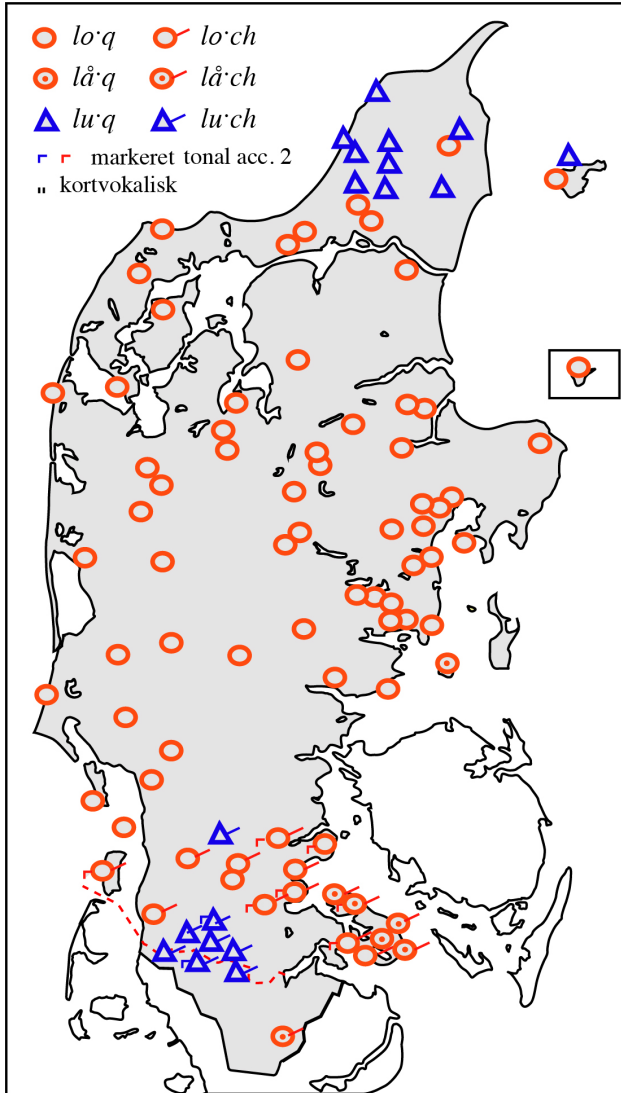 lo·q lo·ch
lå·q lå·ch
lu·q lu·ch
markeret tonal acc. 2
" kortvokalisk